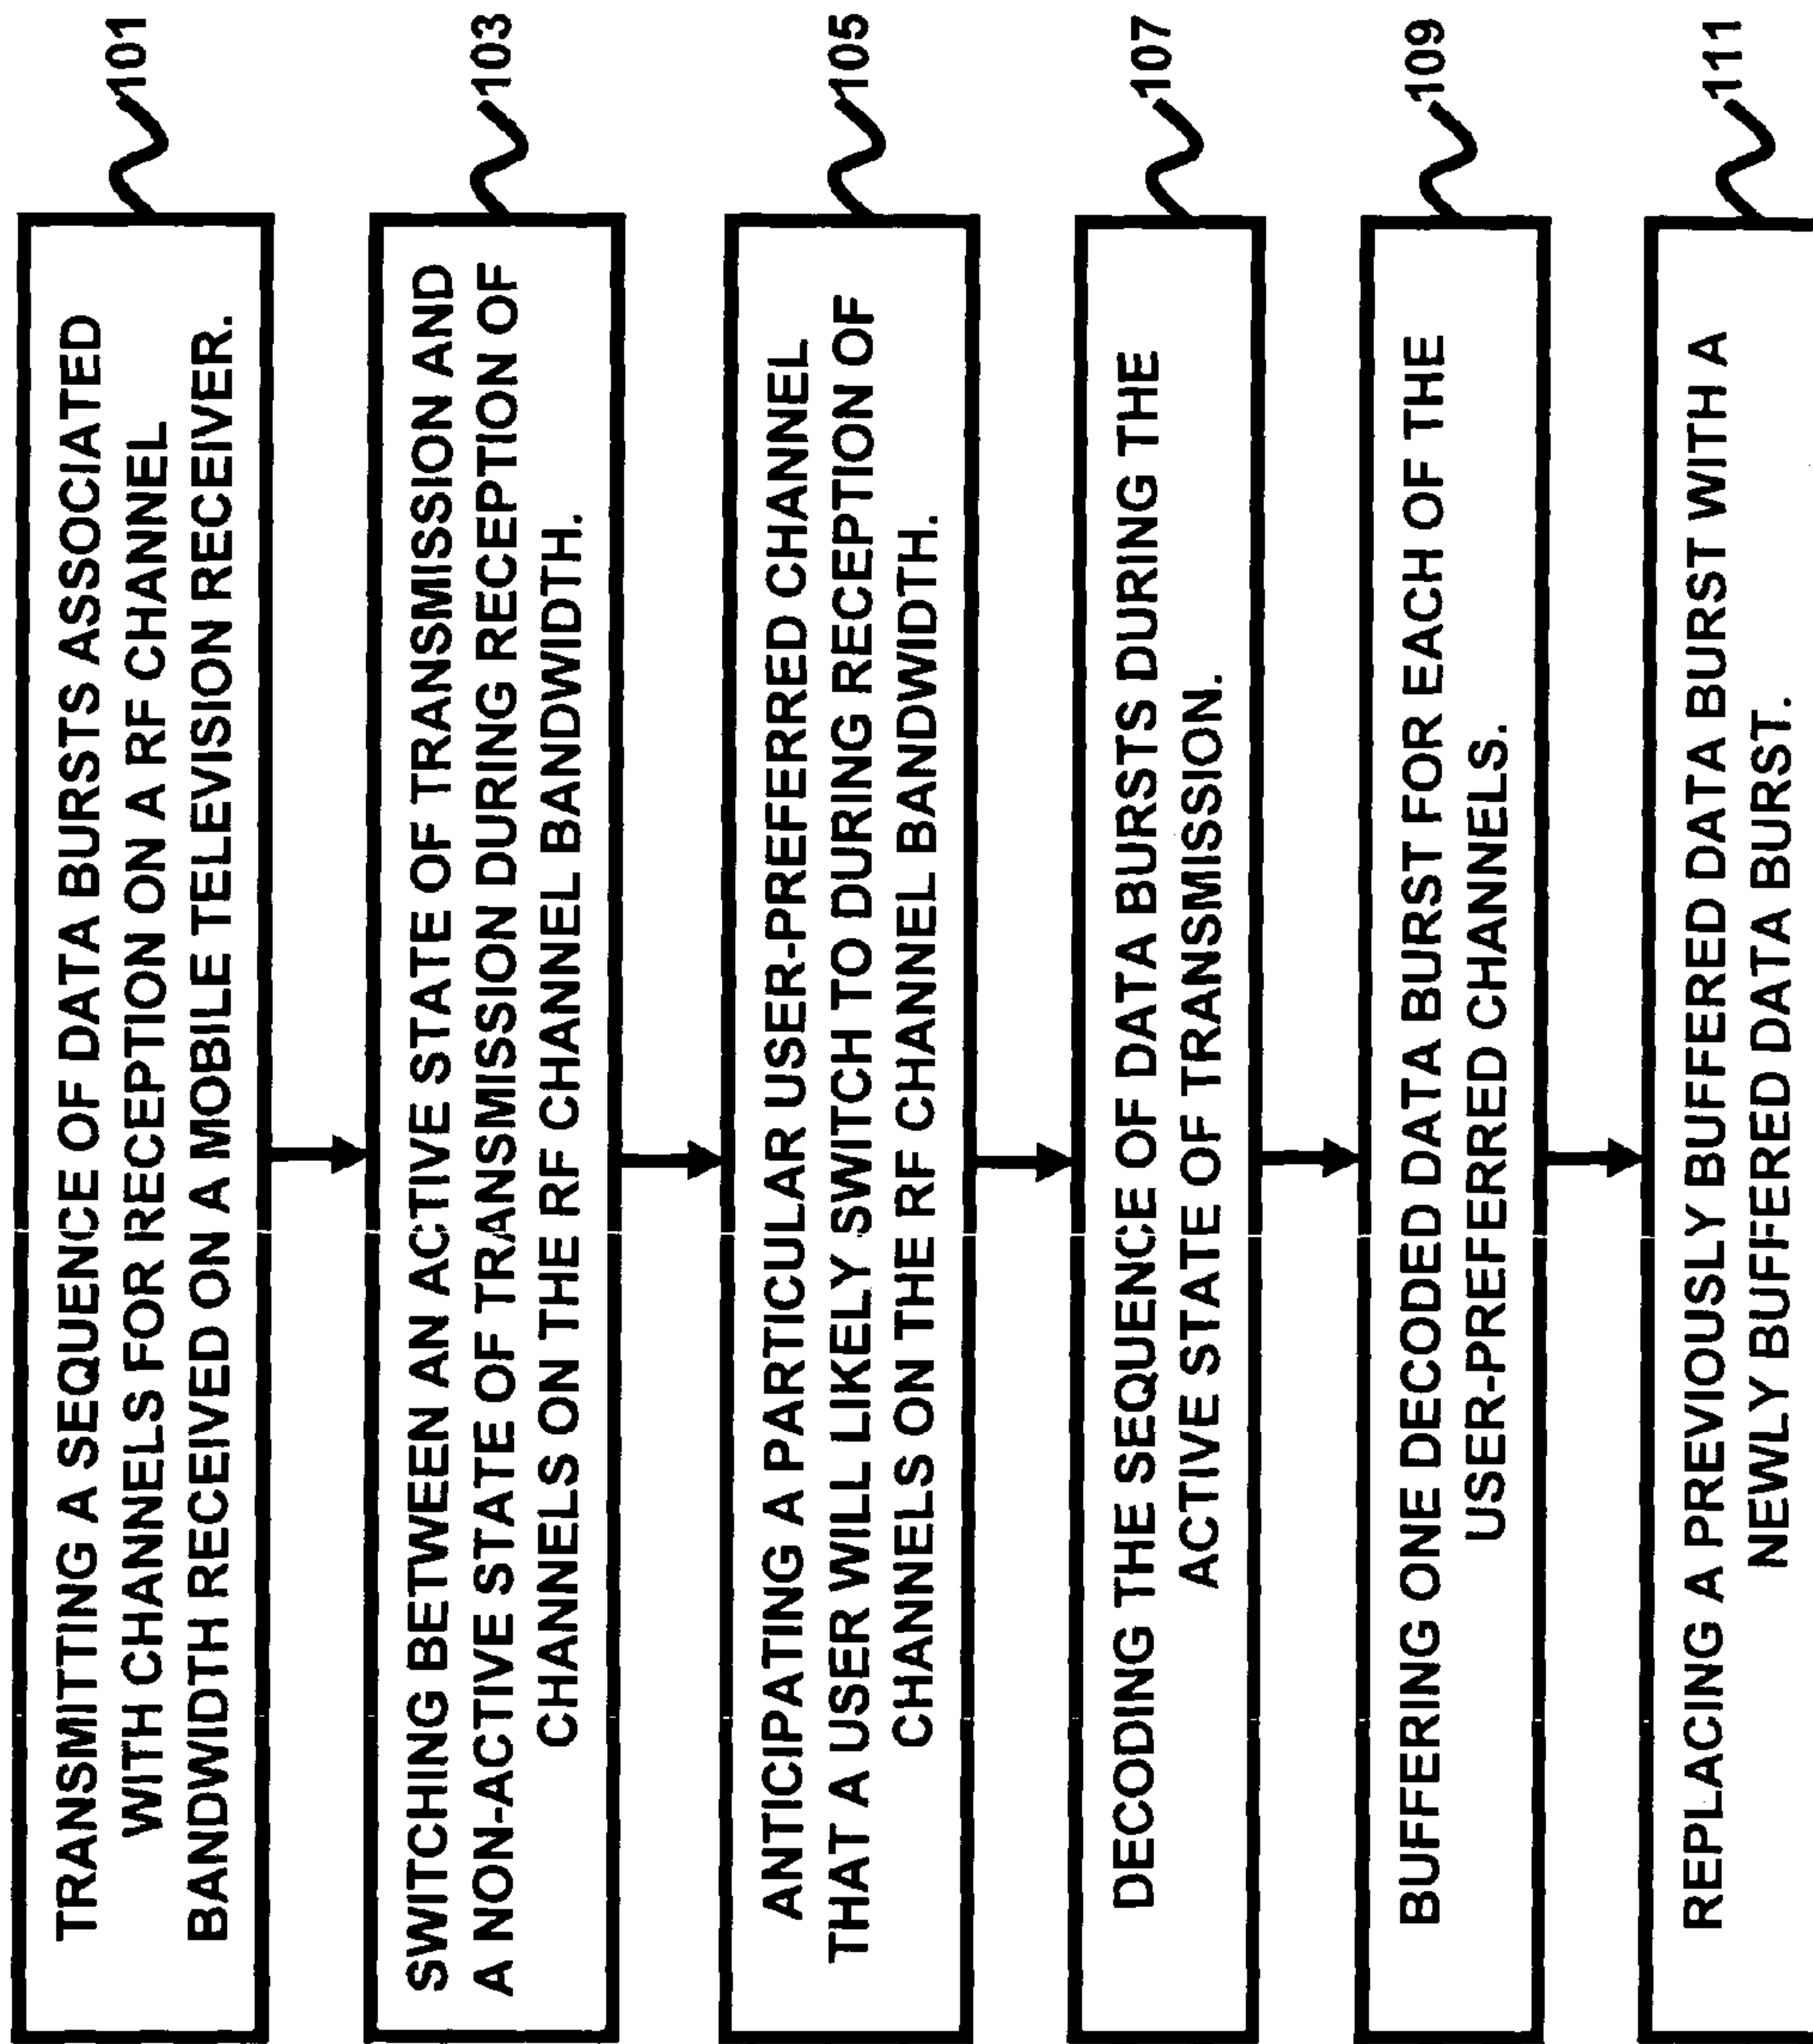 TRANSMITTING A SEQUENCE OF DATA BURSTS ASSOCIATED
WITH CHANNELS FOR RECEPTION ON A RF CHANNEL
BANDWIDTH RECEIVED ON A MOBILE TELEVISION RECEIVER.
101
SWITCHING BETWEEN AN ACTIVE STATE OF TRANSMISSION AND
A NON-ACTIVE STATE OF TRANSMISSION DURING RECEPTION OF
CHANNELS ON THE RF CHANNEL BANDWIDTH.
103
ANTICIPATING A PARTICULAR USER-PREFERRED CHANNEL
THAT A USER WILL LIKELY SWITCH TO DURING RECEPTION OF
CHANNELS ON THE RF CHANNEL BANDWIDTH.
105
DECODING THE SEQUENCE OF DATA BURSTS DURING THE
ACTIVE STATE OF TRANSMISSION.
107
BUFFERING ONE DECODED DATA BURST FOR EACH OF THE
USER-PREFERRED CHANNELS.
109
REPLACING A PREVIOUSLY BUFFERED DATA BURST WITH A
NEWLY BUFFERED DATA BURST.
111